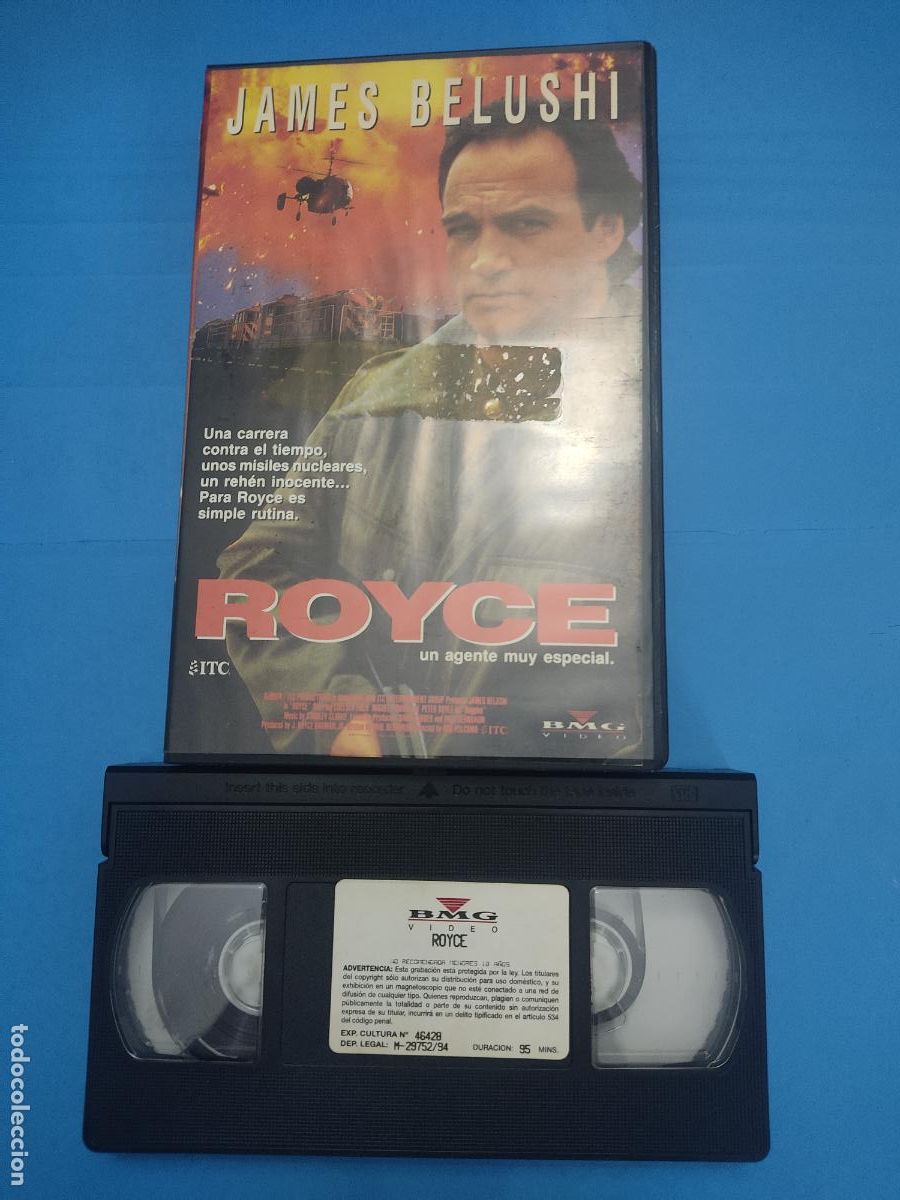 JAMES BELUSHI
Una carrera
contra el tiempo,
unos misiles nucleares,
un rehén inocente...
Para Royce es
simple rutina.
ROYCE
un agente muy especial.
ITC
JAMES BELUSHI
ITC
BMG
VIDEO
Insert this side into recorder
Do not touch the tape inside
VHS
BMG
VIDEO
ROYCE
NO RECOMENDADA MENORES
AÑOS
ADVERTENCIA: Esta grabación esta protegida por la ley. Los titulares
del copyright sólo autorizan su distribución para uso doméstico, y su
exhibición en un magnetoscopio que no esté conectado a una red de
difusión de cualquier tipo. Quienes reproduzcan, plagien o comuniquen
públicamente la totalidad o parte de su contenido sin autorización
expresa de su titular, incurrirá en un delito tipificado en el artículo 534
del código penal.
EXP. CULTURA Nº 46428
DEP. LEGAL: M-29752/94 DURACION: 95 MINS.
todocoleccion